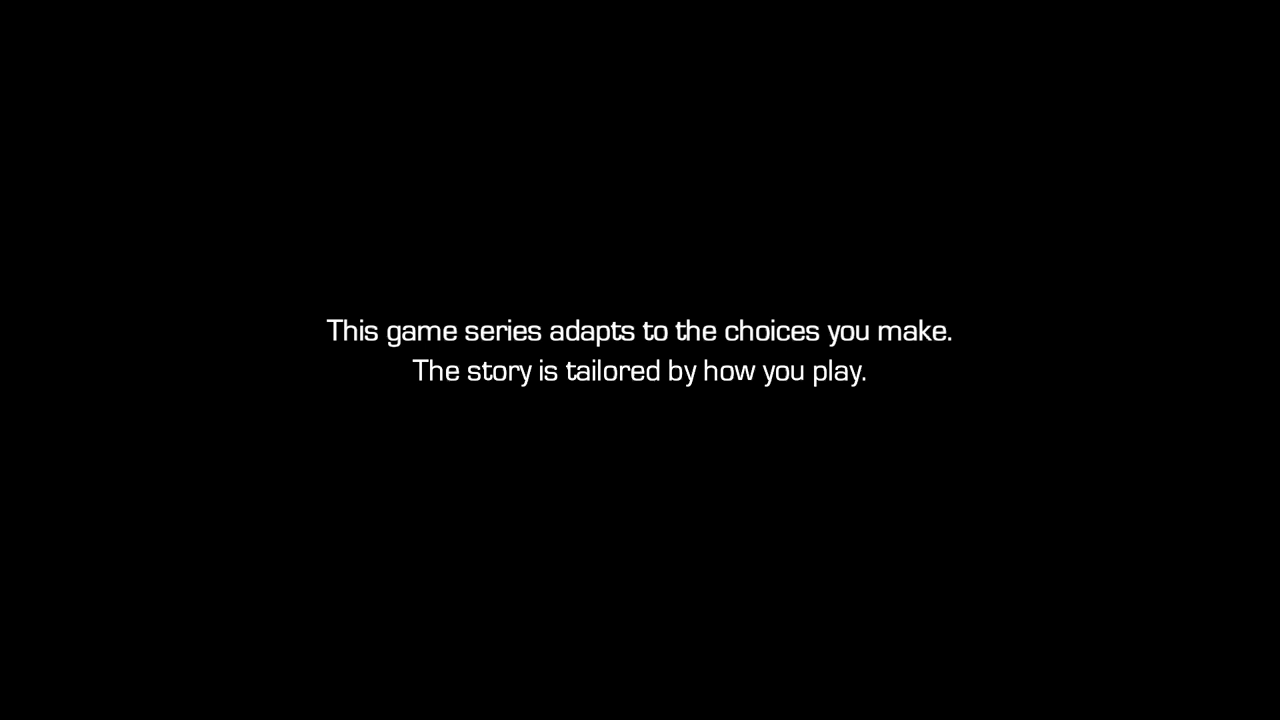 This game series adapts to the choices you make.
The story is tailored by how you play.